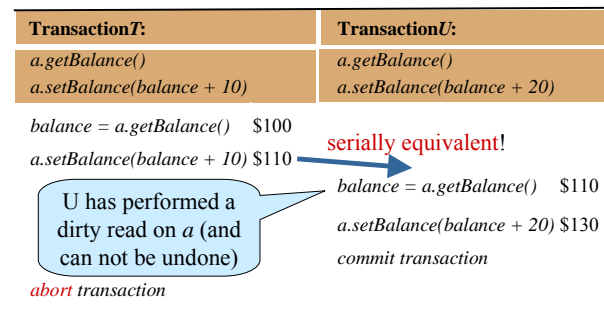 TransactionT:
TransactionU:
a.getBalance()
a.setBalance(balance + 10)
a.getBalance()
a.setBalance(balance + 20)
balance = a.getBalance() $100
a.setBalance(balance + 10) $110
serially equivalent!
balance = a.getBalance() $110
a.setBalance(balance + 20) $130
commit transaction
U has performed a
dirty read on a (and
can not be undone)
abort transaction